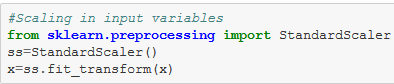 #Scaling in input variables
from sklearn.preprocessing import StandardScaler
ss=StandardScaler()
x=ss.fit_transform(x)